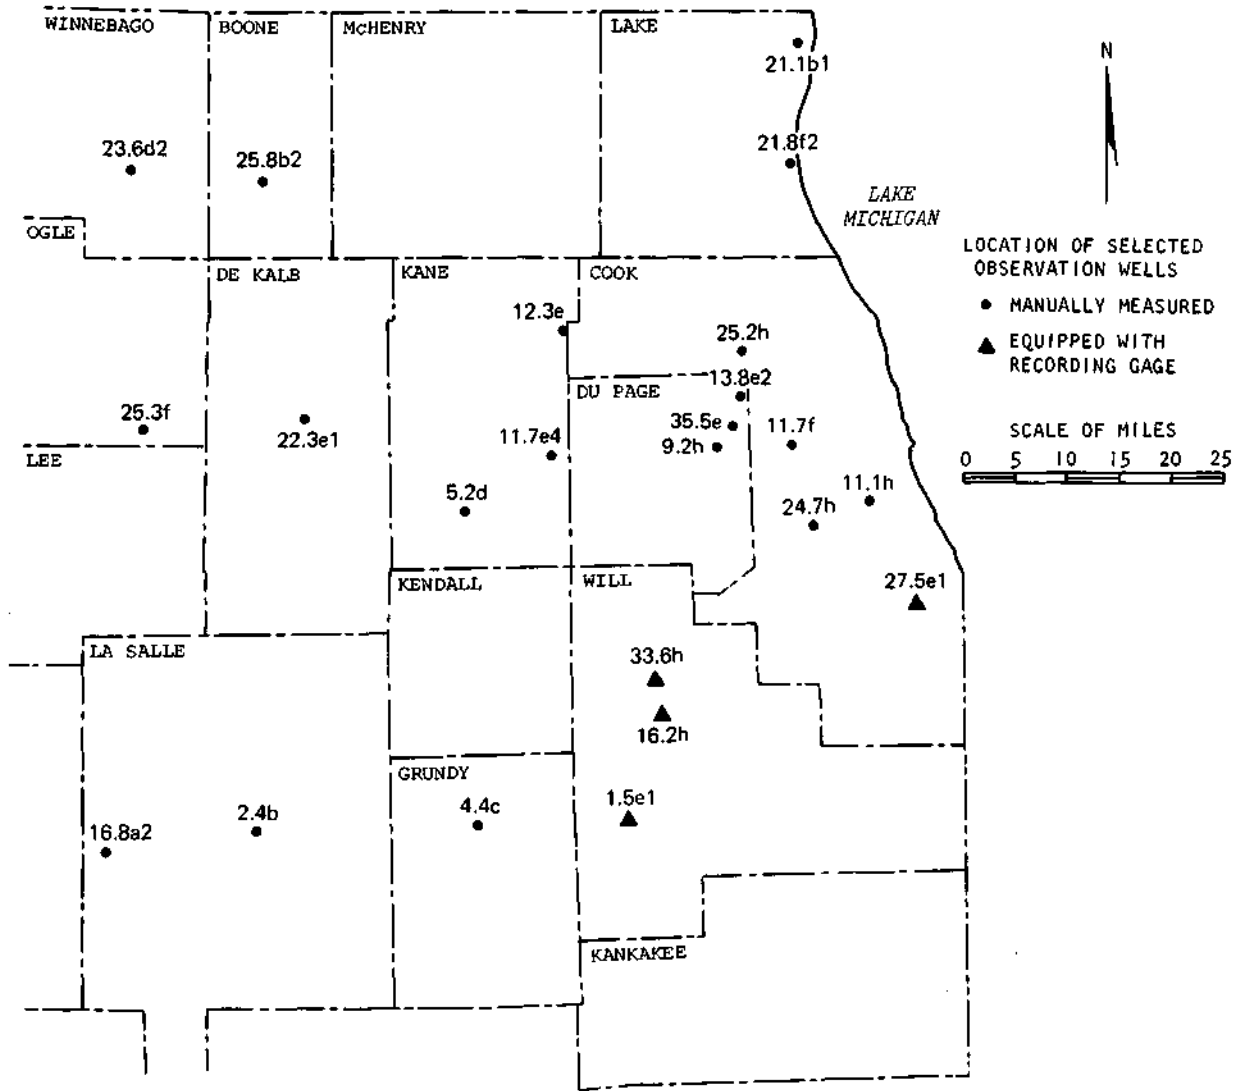 WINNEBAGO
BOONE
McHENRY
LAKE
21.1b1
N
23.6d2
25.8b2
21.8f2
LAKE
MICHIGAN
OGLE
LOCATION OF SELECTED
OBSERVATION WELLS
MANUALLY MEASURED
EQUIPPED WITH
RECORDING GAGE
DE KALB
KANE
COOK
12.3e
25.2h
DU PAGE
13.8e2
25.3f
22.3e1
11.7e4
35.5e
9.2h
11.7f
SCALE OF MILES
0 5 10 15 20 25
LEE
5.2d
24.7h
11.1h
KENDALL
WILL
27.5e1
LA SALLE
33.6h
16.2h
GRUNDY
16.8a2
2.4b
4.4c
1.5e1
KANKAKEE